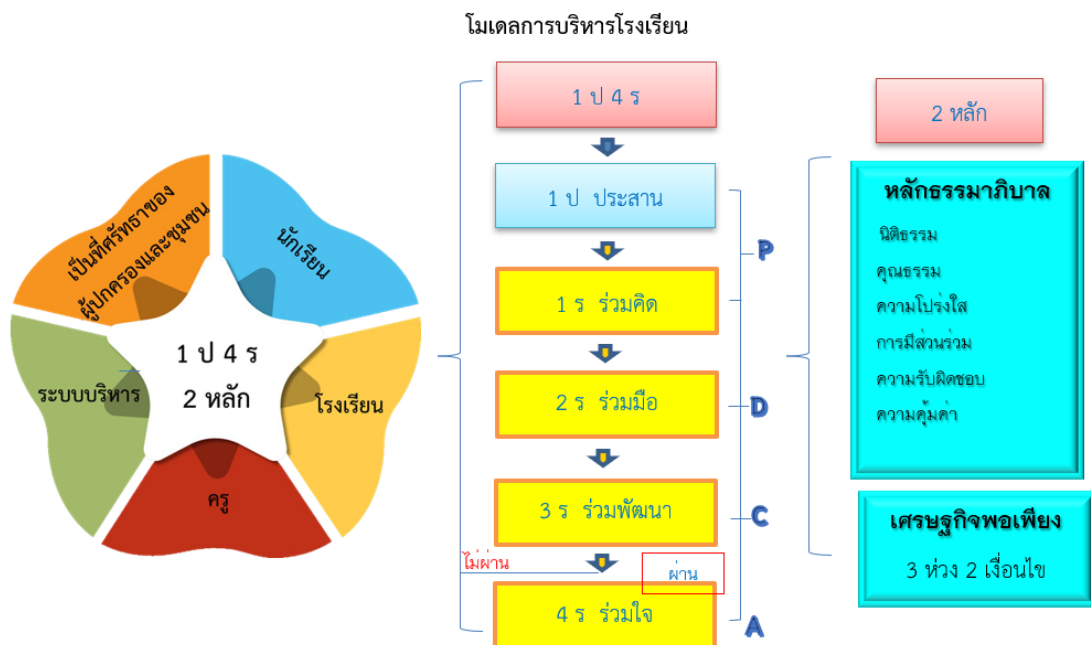 โมเดลการบริหารโรงเรียน
เป็นที่ศรัทธาของ
ผู้ปกครองและชุมชน
นักเรียน
ระบบบริหาร
1 ป 4 ร
2 หลัก
โรงเรียน
ครู
1 ป 4 ร
1 ป ประสาน
1 ร ร่วมคิด
2 ร ร่วมมือ
3 ร ร่วมพัฒนา
ไม่ผ่าน
ผ่าน
4 ร ร่วมใจ
P
D
C
A
2 หลัก
หลักธรรมาภิบาล
นิติธรรม
คุณธรรม
ความโปร่งใส
การมีส่วนร่วม
ความรับผิดชอบ
ความคุ้มค่า
เศรษฐกิจพอเพียง
3 ห่วง 2 เงื่อนไข